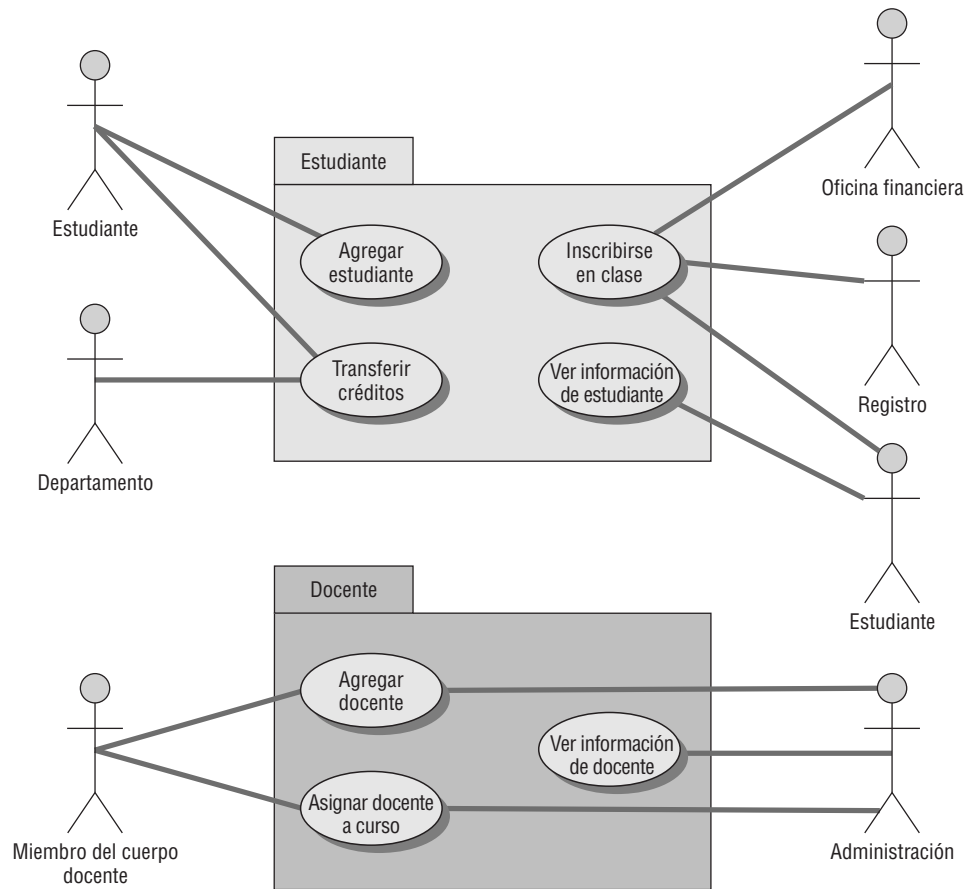 Estudiante
Oficina financiera
Estudiante
Agregar
estudiante
Inscribirse
en clase
Transferir
créditos
Ver información
de estudiante
Registro
Departamento
Estudiante
Docente
Agregar
docente
Ver información
de docente
Asignar docente
a curso
Miembro del cuerpo
docente
Administración